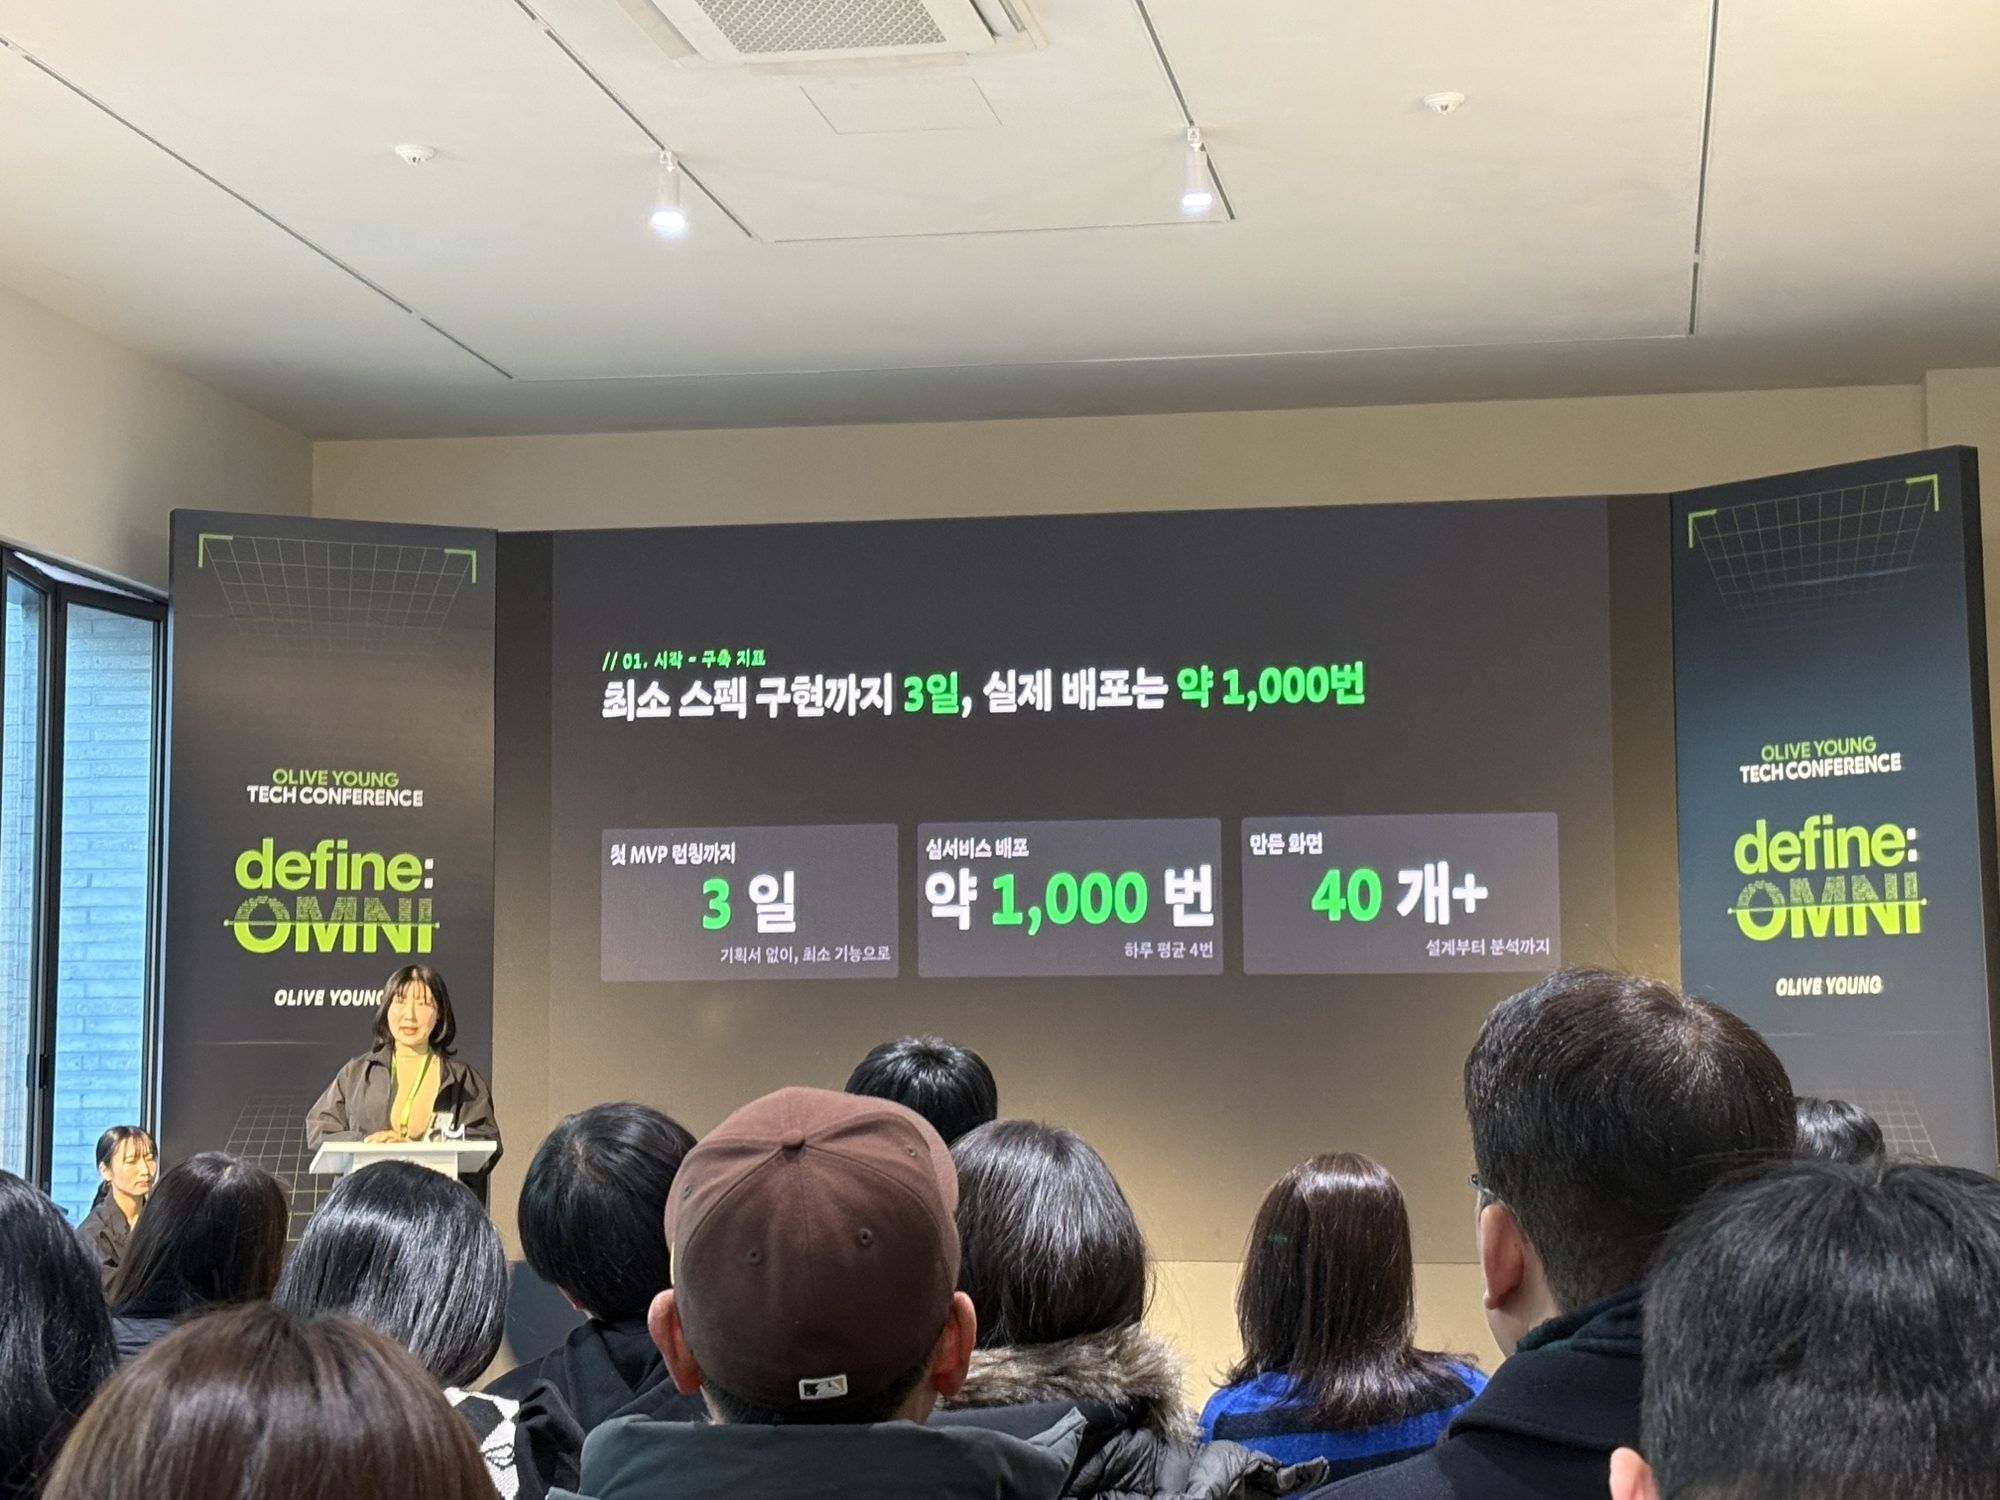 // 01. 시작 - 구축 지표
최소 스펙 구현까지 3일, 실제 배포는 약 1,000번
첫 MVP 런칭까지
3 일
기획서 없이, 최소 기능으로
실서비스 배포
약 1,000 번
하루 평균 4번
만든 화면
40 개+
설계부터 분석까지
OLIVE YOUNG
TECH CONFERENCE
define:
OMNI
OLIVE YOUNG
OLIVE YOUNG
TECH CONFERENCE
define:
OMNI
OLIVE YOUNG